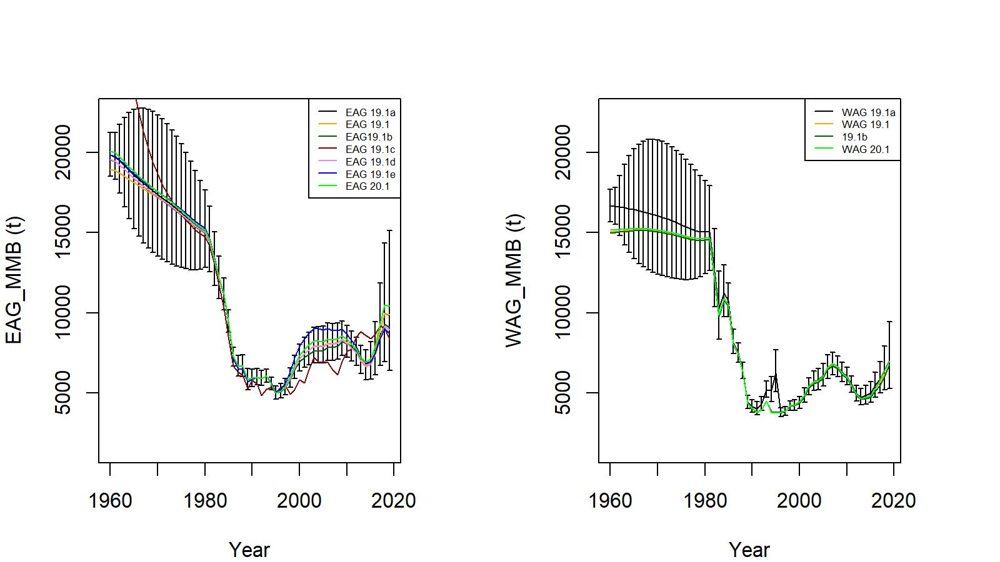 EAG_MMB (t)
20000
15000
10000
5000
EAG 19.1a
EAG 19.1
EAG19.1b
EAG 19.1c
EAG 19.1d
EAG 19.1e
EAG 20.1
1960 1980 2000 2020
Year
WAG_MMB (t)
20000
15000
10000
5000
WAG 19.1a
WAG 19.1
19.1b
WAG 20.1
1960 1980 2000 2020
Year